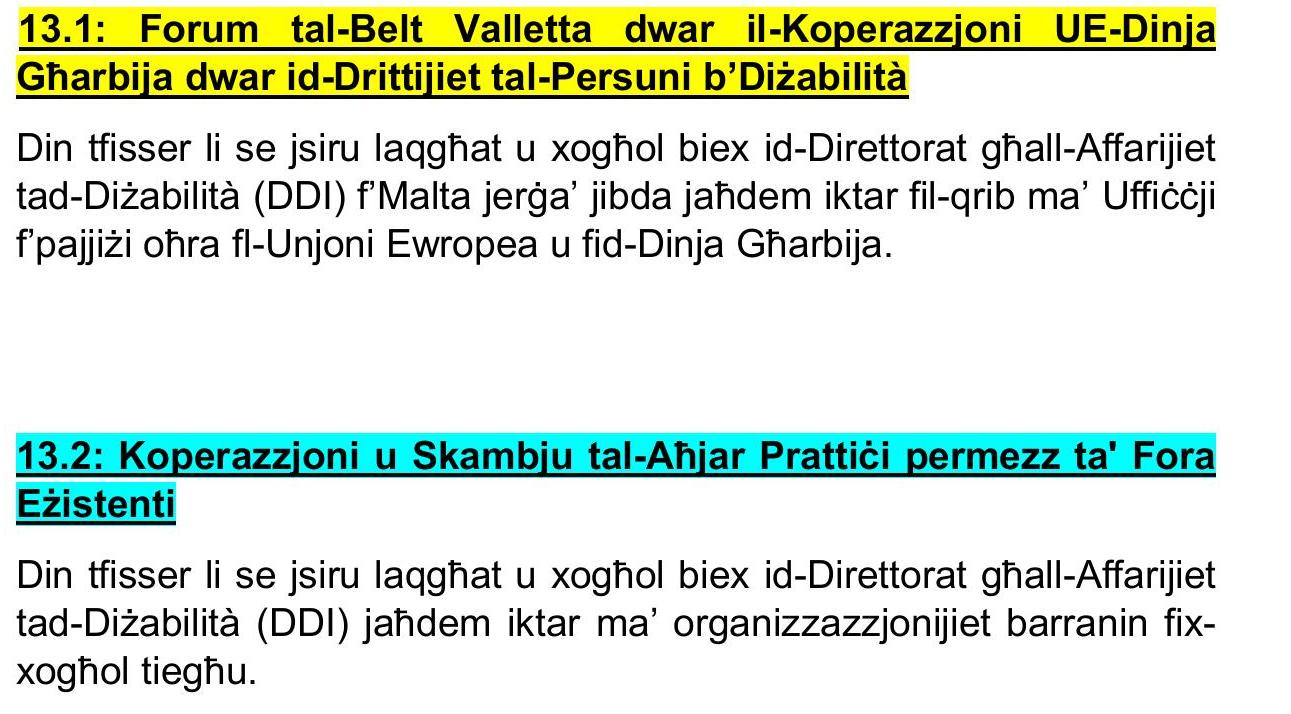 13.1: Forum tal-Belt Valletta dwar il-Koperazzjoni UE-Dinja
Għarbija dwar id-Drittijiet tal-Persuni b’Diżabilità
Din tfisser li se jsiru laqgħat u xogħol biex id-Direttorat għall-Affarijiet
tad-Diżabilità (DDI) f’Malta jerġa’ jibda jaħdem iktar fil-qrib ma’ Uffiċċji
f’pajjiżi oħra fl-Unjoni Ewropea u fid-Dinja Għarbija.
13.2: Koperazzjoni u Skambju tal-Aħjar Prattiċi permezz ta' Fora
Eżistenti
Din tfisser li se jsiru laqgħat u xogħol biex id-Direttorat għall-Affarijiet
tad-Diżabilità (DDI) jaħdem iktar ma’ organizzazzjonijiet barranin fix-
xogħol tiegħu.